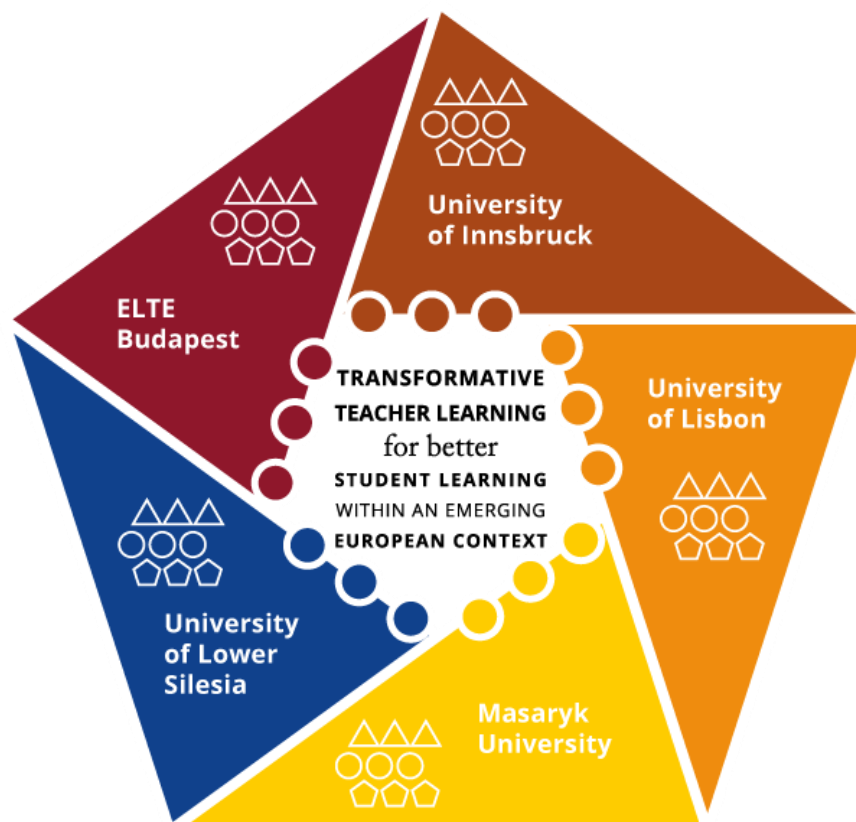 University
of Innsbruck
ELTE
Budapest
TRANSFORMATIVE
TEACHER LEARNING
for better
STUDENT LEARNING
WITHIN AN EMERGING
EUROPEAN CONTEXT
University
of Lisbon
University
of Lower
Silesia
Masaryk
University